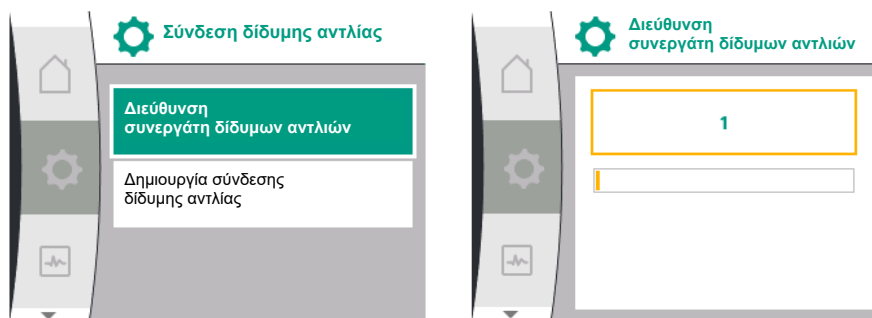 Σύνδεση δίδυμης αντλίας
Διεύθυνση
συνεργάτη δίδυμων αντλιών
Δημιουργία σύνδεσης
δίδυμης αντλίας
Διεύθυνση
συνεργάτη δίδυμων αντλιών
1